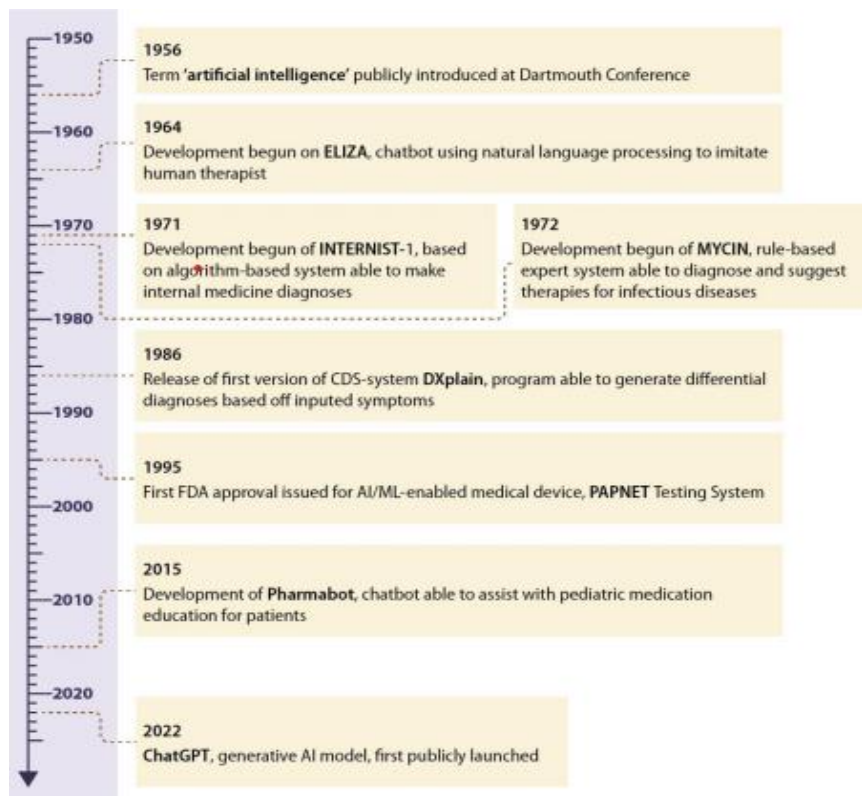 1950
1960
1970
1980
1990
2000
2010
2020
1956
Term 'artificial intelligence' publicly introduced at Dartmouth Conference
1964
Development begun on ELIZA, chatbot using natural language processing to imitate
human therapist
1971
Development begun of INTERNIST-1, based
on algorithm-based system able to make
internal medicine diagnoses
1972
Development begun of MYCIN, rule-based
expert system able to diagnose and suggest
therapies for infectious diseases
1986
Release of first version of CDS-system DXplain, program able to generate differential
diagnoses based off inputed symptoms
1995
First FDA approval issued for AI/ML-enabled medical device, PAPNET Testing System
2015
Development of Pharmabot, chatbot able to assist with pediatric medication
education for patients
2022
ChatGPT, generative AI model, first publicly launched